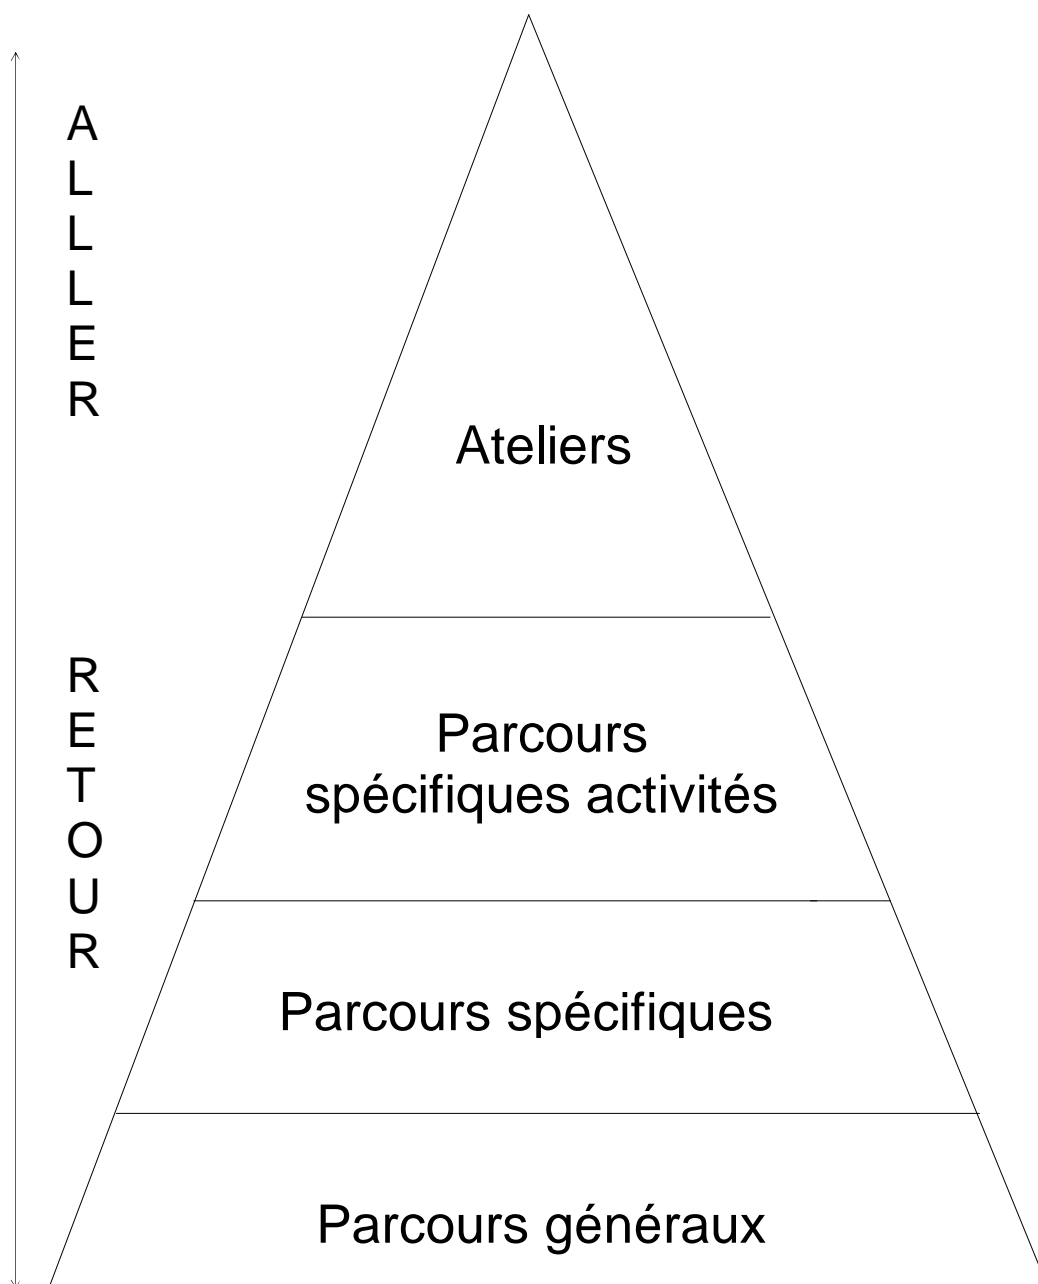 A
L
L
L
E
R
R
E
T
O
U
R
Ateliers
Parcours
spécifiques activités
Parcours spécifiques
Parcours généraux